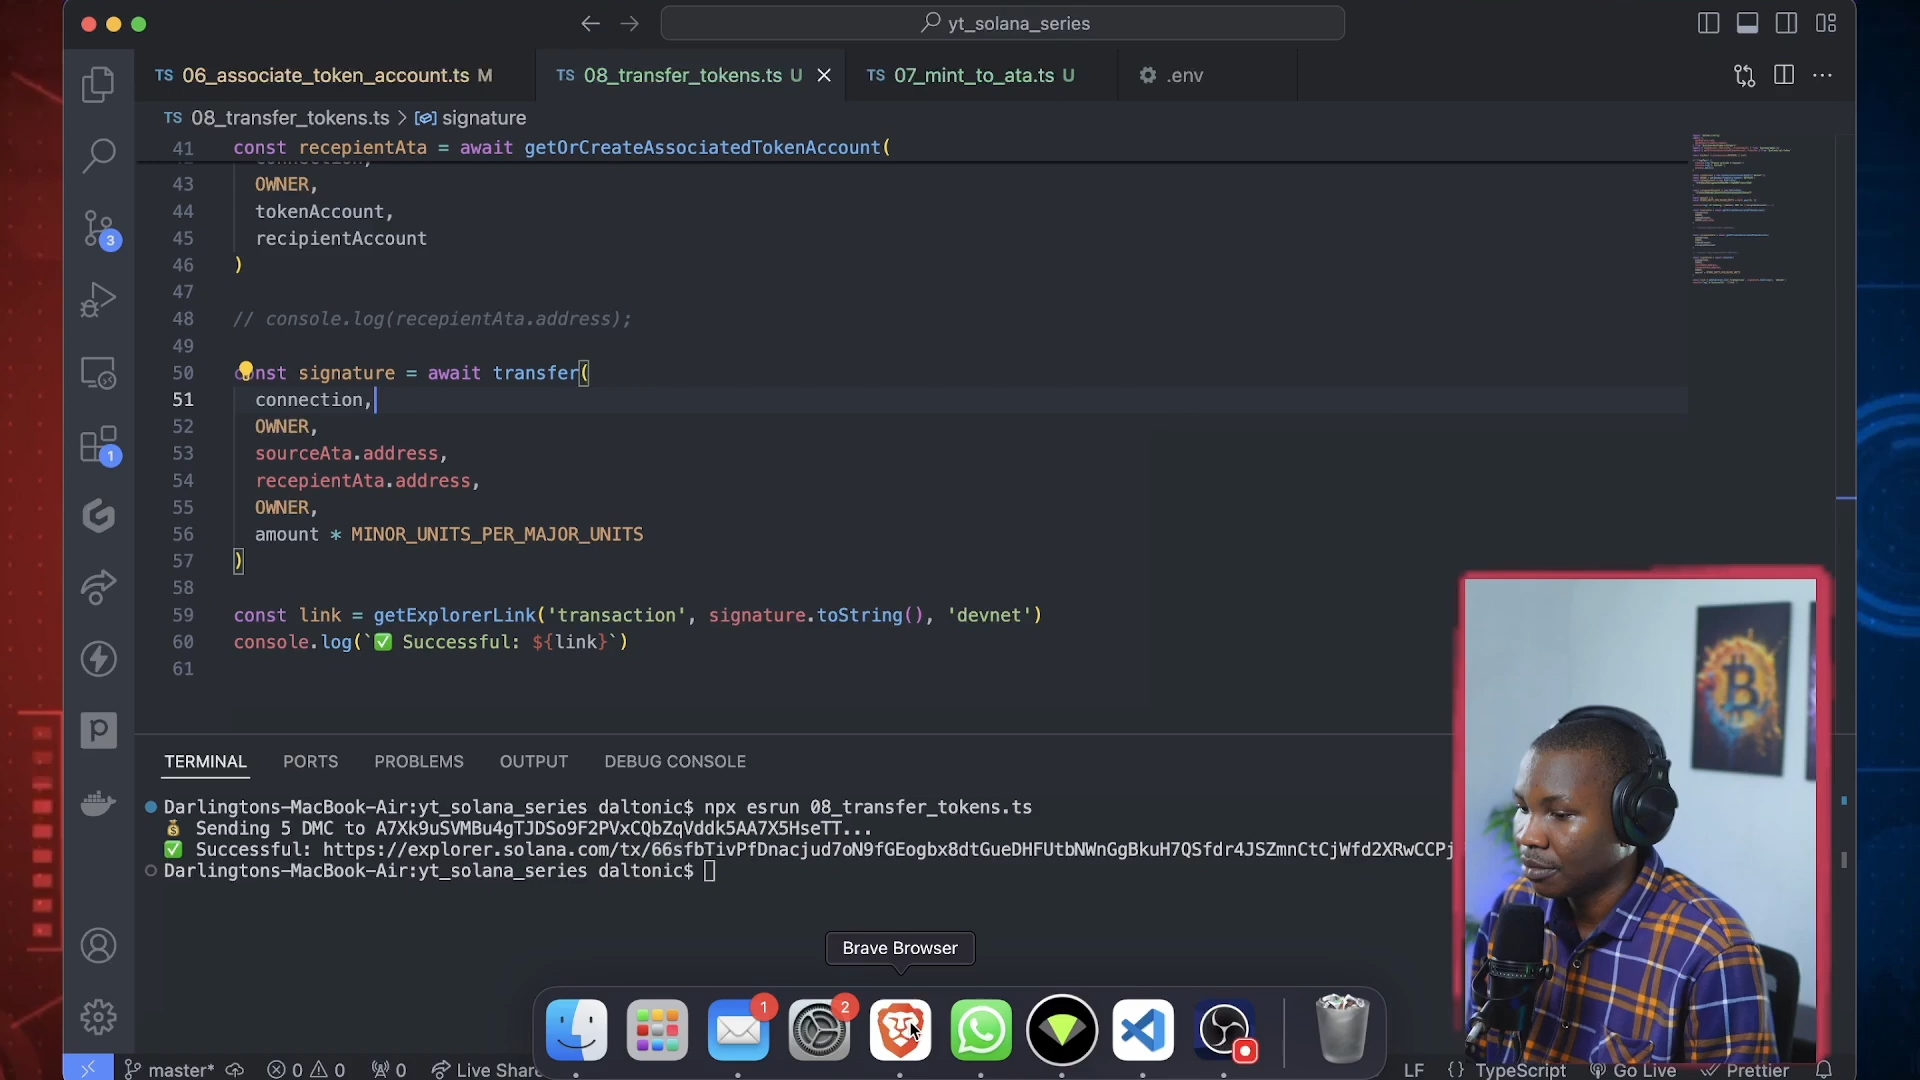 yt_solana_series
TS 06_associate_token_account.ts M
TS 08_transfer_tokens.ts U
TS 07_mint_to_ata.ts U
.env
TS 08_transfer_tokens.ts > signature
41 const recepientAta = await getOrCreateAssociatedTokenAccount(
43 OWNER,
44 tokenAccount,
45 recipientAccount
46 )
47
48 // console.log(recepientAta.address);
49
50 const signature = await transfer(
51 connection,
52 OWNER,
53 sourceAta.address,
54 recepientAta.address,
55 OWNER,
56 amount * MINOR_UNITS_PER_MAJOR_UNITS
57 )
58
59 const link = getExplorerLink('transaction', signature.toString(), 'devnet')
60 console.log(`✅ Successful: ${link}`)
61
3
1
TERMINAL PORTS PROBLEMS OUTPUT DEBUG CONSOLE
Darlingtons-MacBook-Air:yt_solana_series daltonic$ npx esrun 08_transfer_tokens.ts
💰 Sending 5 DMC to A7Xk9uSVMBu4gTJDSo9F2PVxCQbZqVddk5AA7X5HseTT...
✅ Successful: https://explorer.solana.com/tx/66sfbTivPfDnacjud7oN9fGEogbx8dtGueDHFUtbNWnGgBkuH7QSfdr4JSZmnCtCjWfd2XRwCCPj
Darlingtons-MacBook-Air:yt_solana_series daltonic$
Brave Browser
1
2
master* 0 0 0 Live Share
LF {} TypeScript Go Live Prettier